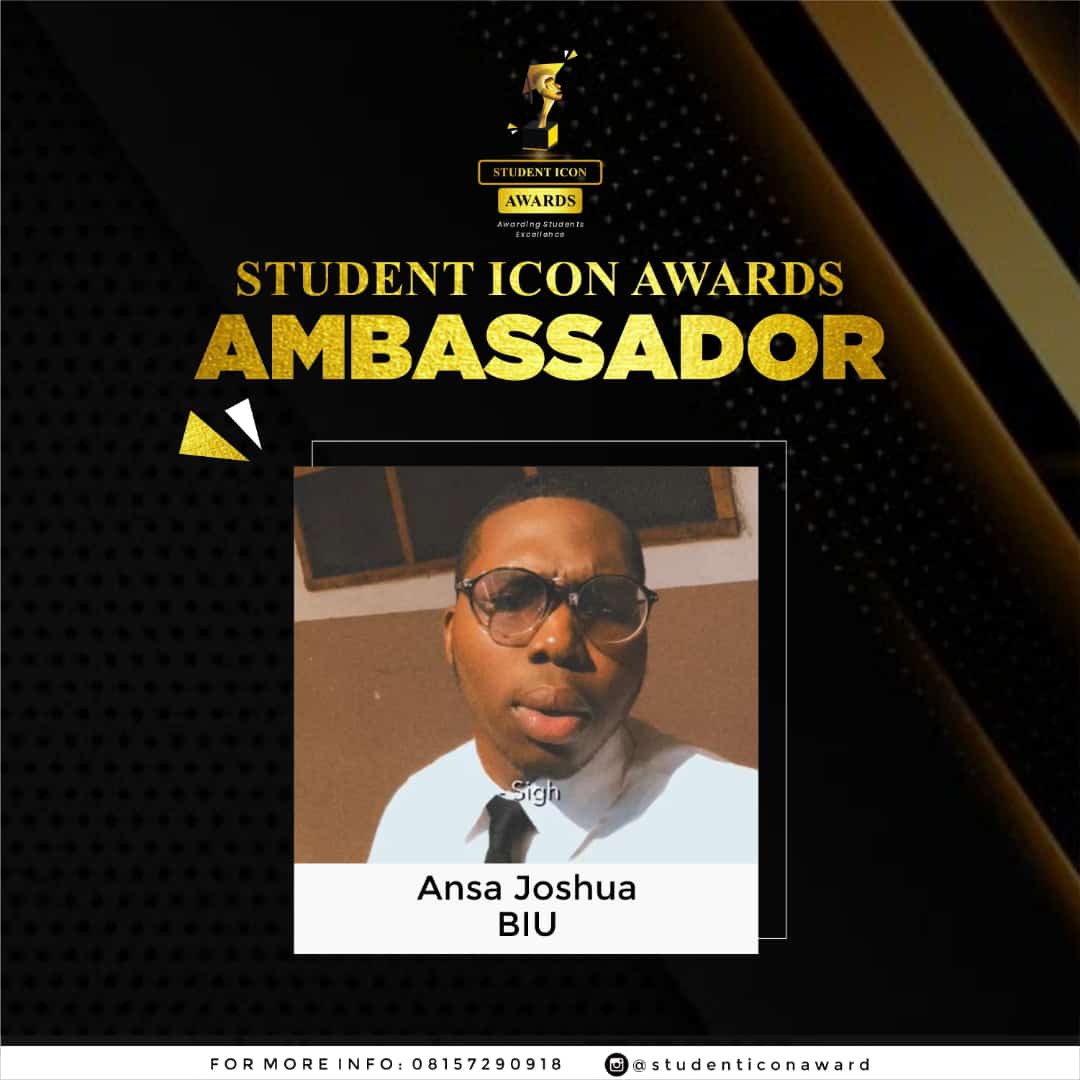 STUDENT ICON
AWARDS
Awarding Students
Excellence
STUDENT ICON AWARDS
AMBASSADOR
- Sigh
Ansa Joshua
BIU
FOR MORE INFO: 08157290918 @studenticonaward